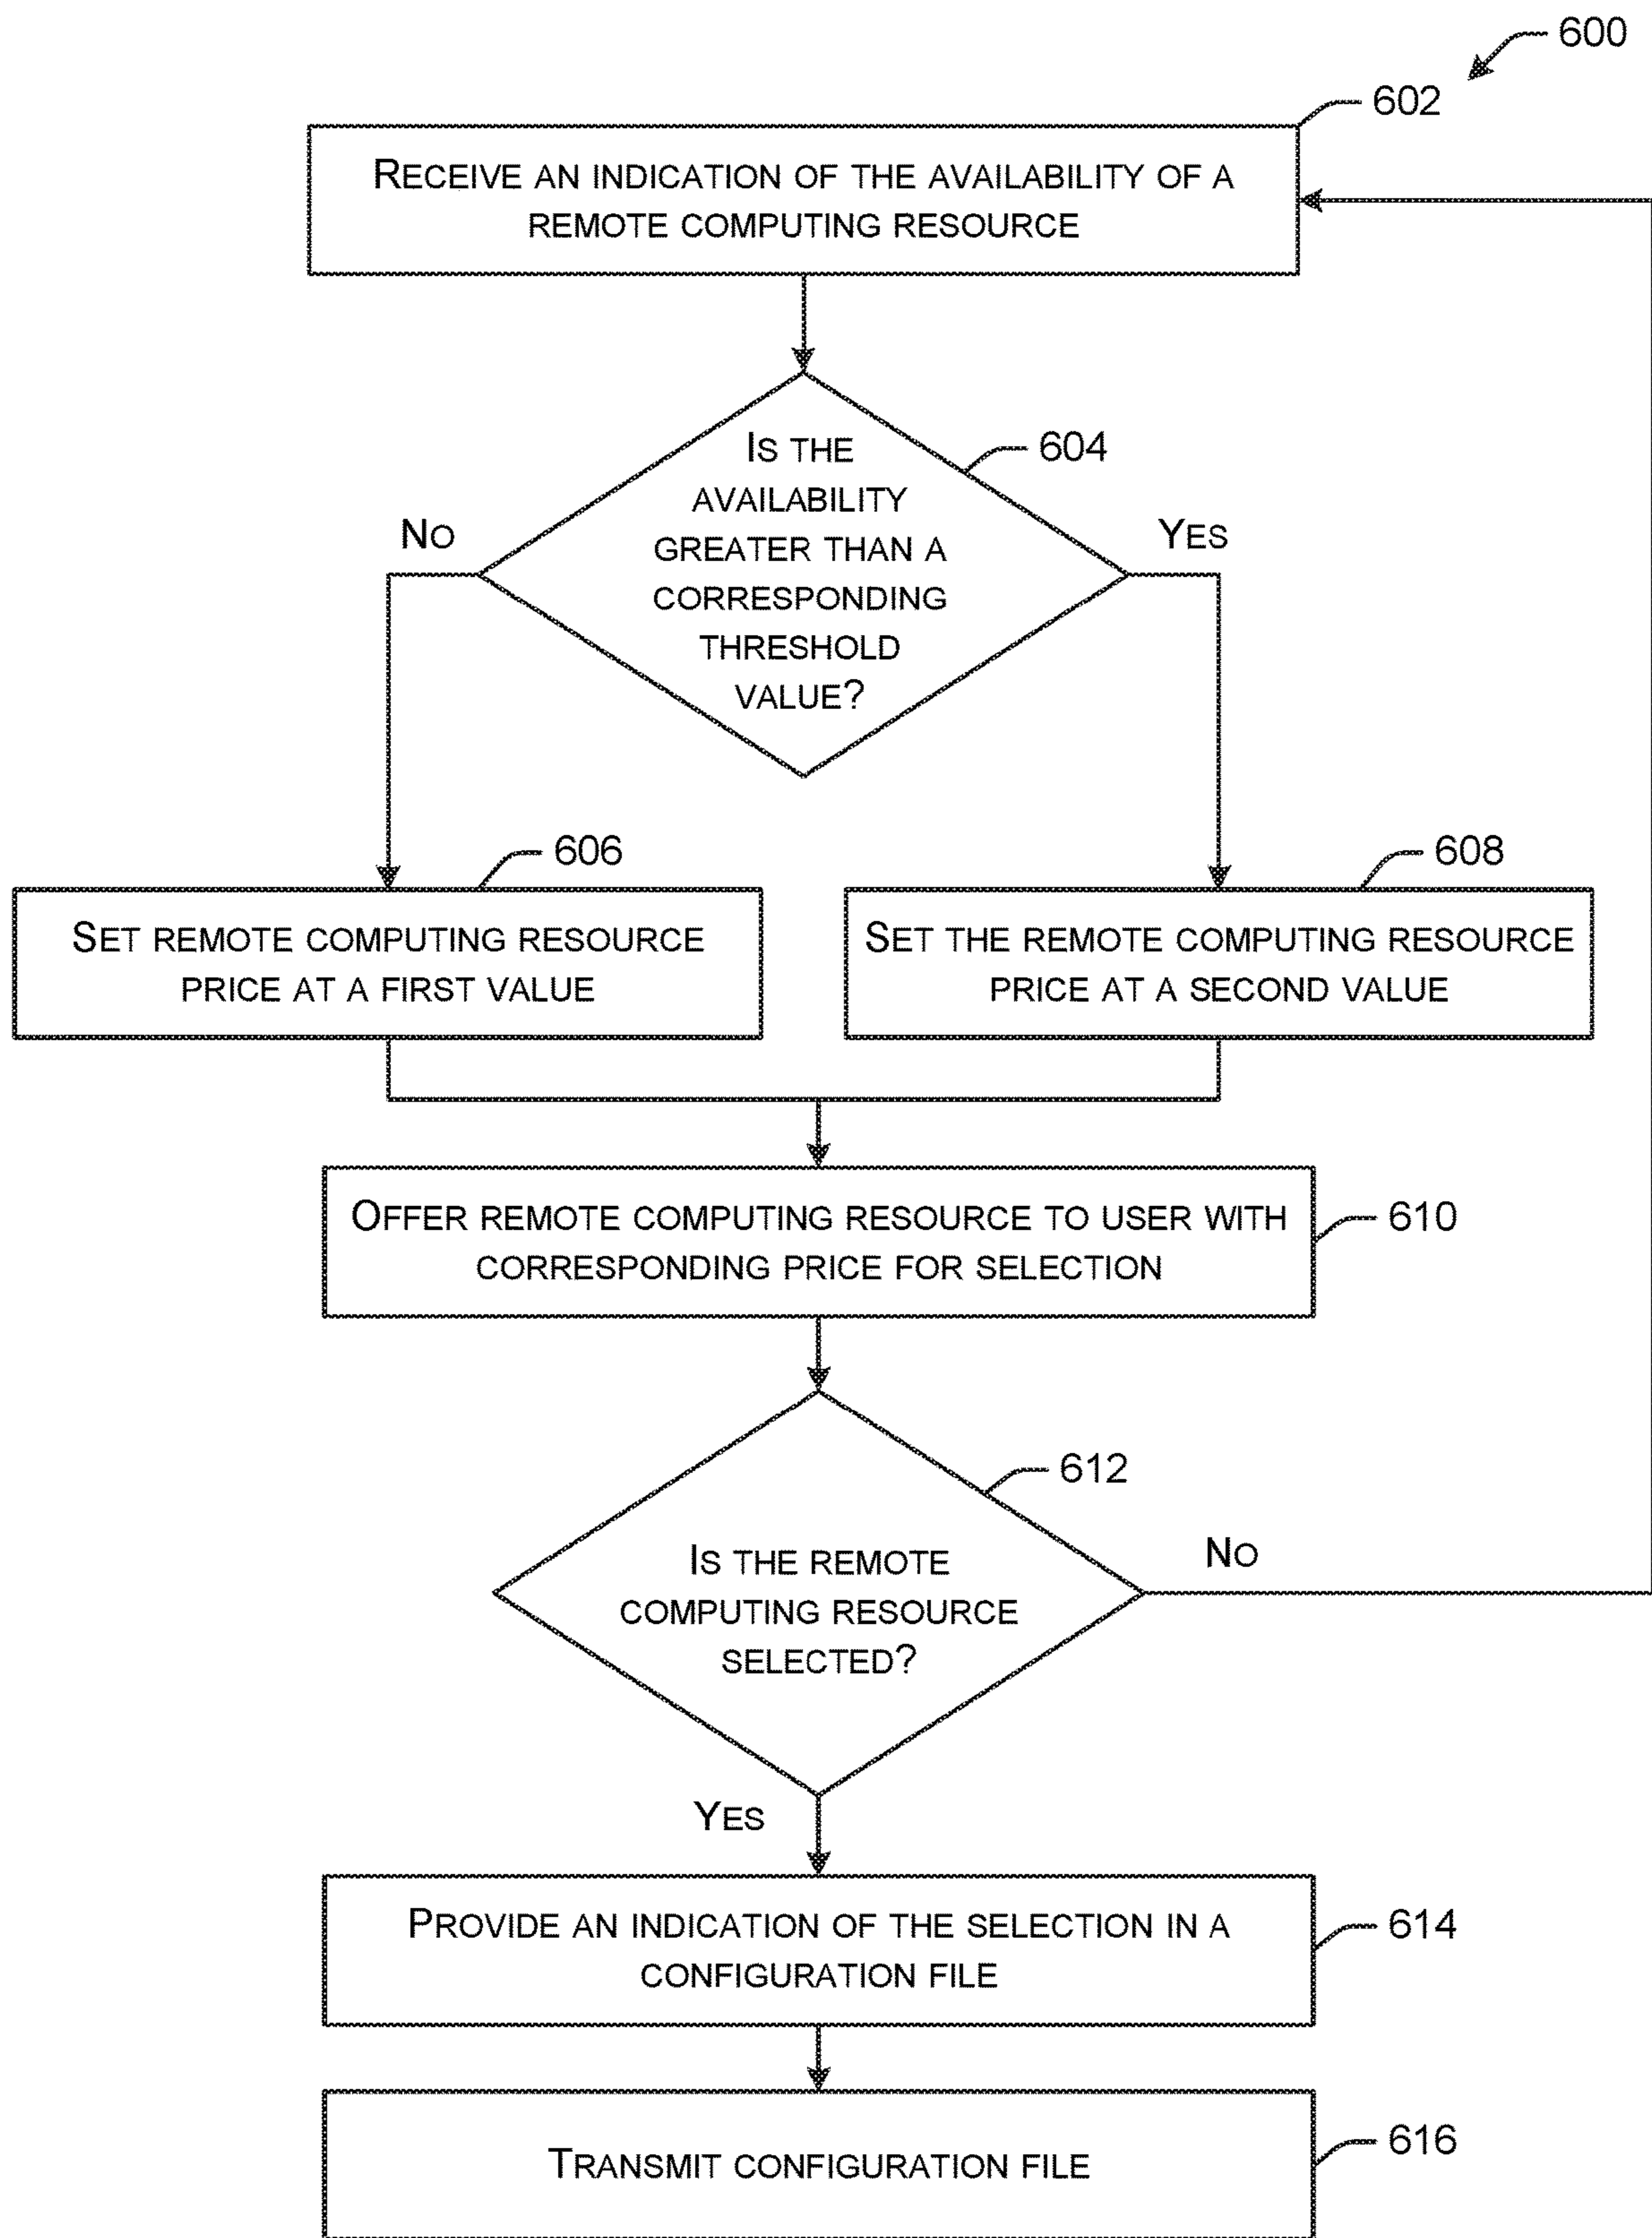 600
602
RECEIVE AN INDICATION OF THE AVAILABILITY OF A
REMOTE COMPUTING RESOURCE
604
IS THE
AVAILABILITY
GREATER THAN A
CORRESPONDING
THRESHOLD
VALUE?
NO
YES
606
608
SET REMOTE COMPUTING RESOURCE
PRICE AT A FIRST VALUE
SET THE REMOTE COMPUTING RESOURCE
PRICE AT A SECOND VALUE
OFFER REMOTE COMPUTING RESOURCE TO USER WITH
CORRESPONDING PRICE FOR SELECTION
610
612
IS THE REMOTE
COMPUTING RESOURCE
SELECTED?
NO
YES
PROVIDE AN INDICATION OF THE SELECTION IN A
CONFIGURATION FILE
614
TRANSMIT CONFIGURATION FILE
616